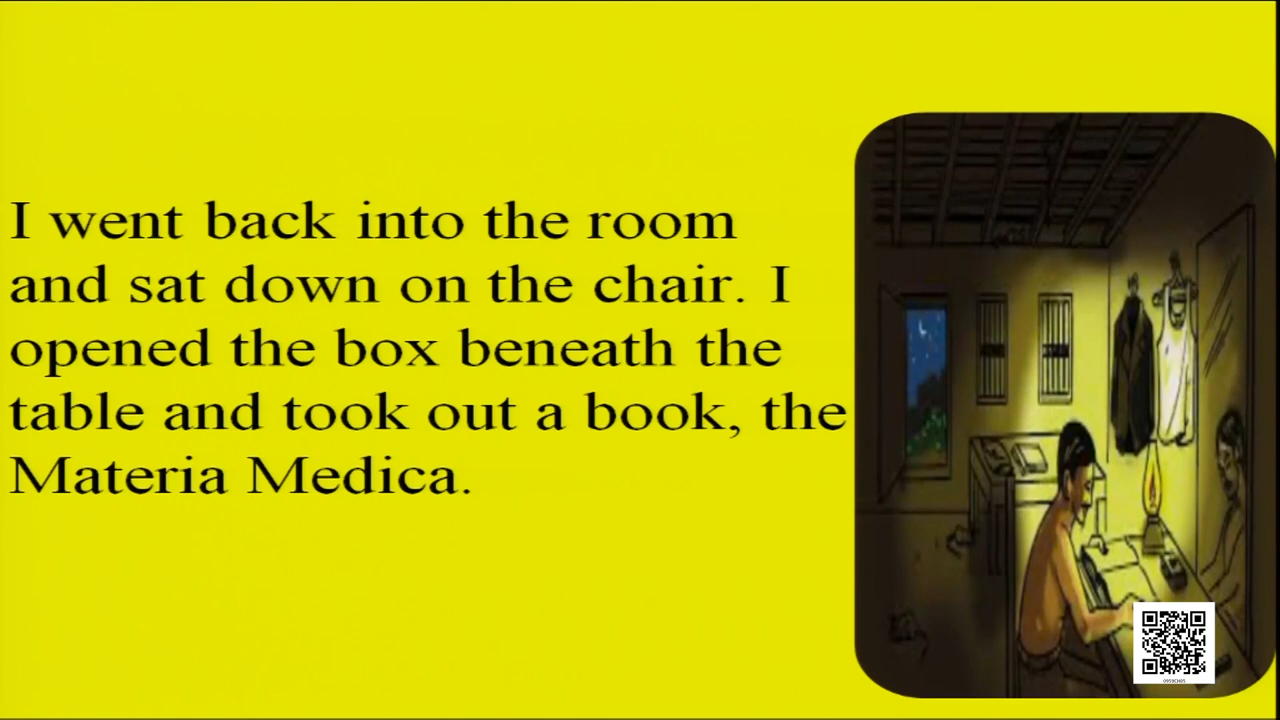 I went back into the room
and sat down on the chair. I
opened the box beneath the
table and took out a book, the
Materia Medica.